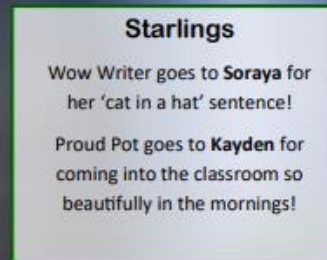 Starlings
Wow Writer goes to Soraya for
her ‘cat in a hat’ sentence!
Proud Pot goes to Kayden for
coming into the classroom so
beautifully in the mornings!